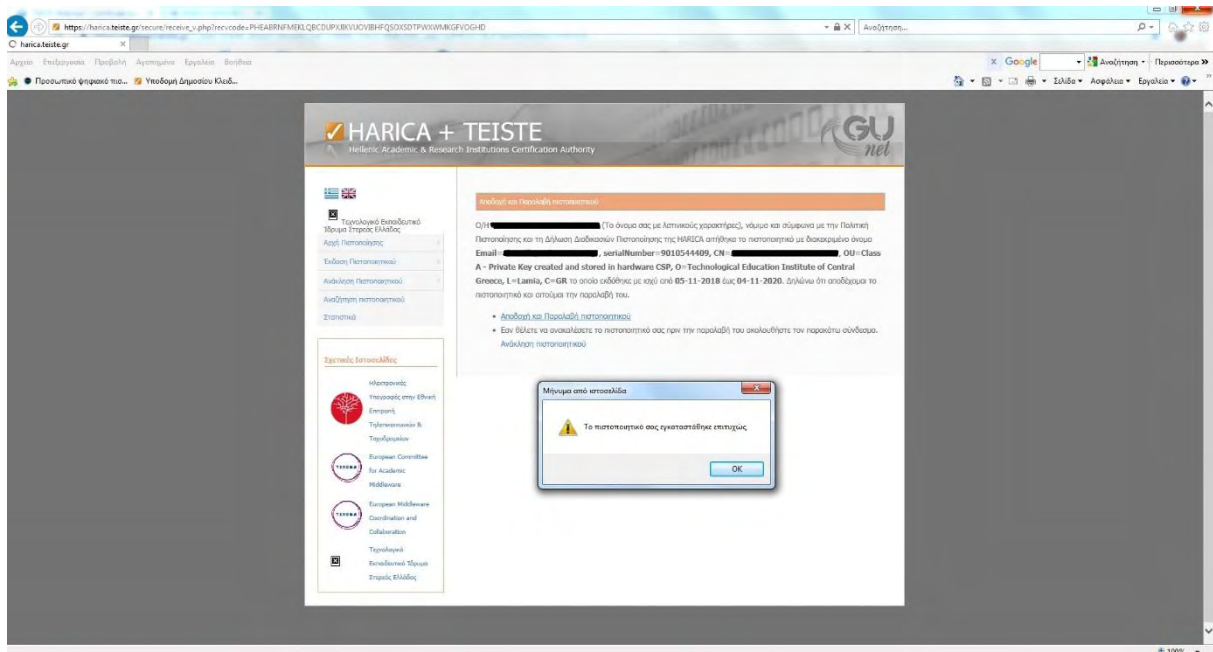 https://harica.teiste.gr/secure/receive_v.php?recvcode=PHEABRNFMEKLQBCDUPXJIKVUOVIBHFQSOXSDTPWXWMKGFVOGHD
Αναζήτηση...
harica.teiste.gr
Αρχείο Επεξεργασία Προβολή Αγαπημένα Εργαλεία Βοήθεια
x Google Αναζήτηση Περισσότερα »
Προσωπικό ψηφιακό πισ... Υποδομή Δημοσίου Κλειδ...
Σελίδα Ασφάλεια Εργαλεία
HARICA + TEISTE
Hellenic Academic & Research Institutions Certification Authority
GU
net
Τεχνολογικό Εκπαιδευτικό
Ίδρυμα Στερεάς Ελλάδας
Αρχή Πιστοποίησης
Έκδοση Πιστοποιητικού
Ανάκληση Πιστοποιητικού
Αναζήτηση πιστοποιητικού
Στατιστικά
Αποδοχή και Παραλαβή πιστοποιητικού
Ο/Η (Το όνομα σας με λατινικούς χαρακτήρες), νόμιμα και σύμφωνα με την Πολιτική
Πιστοποίησης και τη Δήλωση Διαδικασιών Πιστοποίησης της HARICA αιτήθηκα το πιστοποιητικό με διακεκριμένο όνομα
Email= , serialNumber=9010544409, CN= , OU=Class
A - Private Key created and stored in hardware CSP, O=Technological Education Institute of Central
Greece, L=Lamia, C=GR το οποίο εκδόθηκε με ισχύ από 05-11-2018 έως 04-11-2020. Δηλώνω ότι αποδέχομαι το
πιστοποιητικό και αιτούμαι την παραλαβή του.
• Αποδοχή και Παραλαβή πιστοποιητικού
• Εαν θέλετε να ανακαλέσετε το πιστοποιητικό σας πριν την παραλαβή του ακολουθήστε τον παρακάτω σύνδεσμο.
Ανάκληση πιστοποιητικού
Σχετικές Ιστοσελίδες
Ηλεκτρονικές
Υπογραφές στην Εθνική
Επιτροπή
Τηλεπικοινωνιών &
Ταχυδρομείων
TERENA
European Committee
for Academic
Middleware
TERENA
European Middleware
Coordination and
Collaboration
Τεχνολογικό
Εκπαιδευτικό Ίδρυμα
Στερεάς Ελλάδας
Μήνυμα από ιστοσελίδα
Το πιστοποιητικό σας εγκαταστάθηκε επιτυχώς
OK
100%